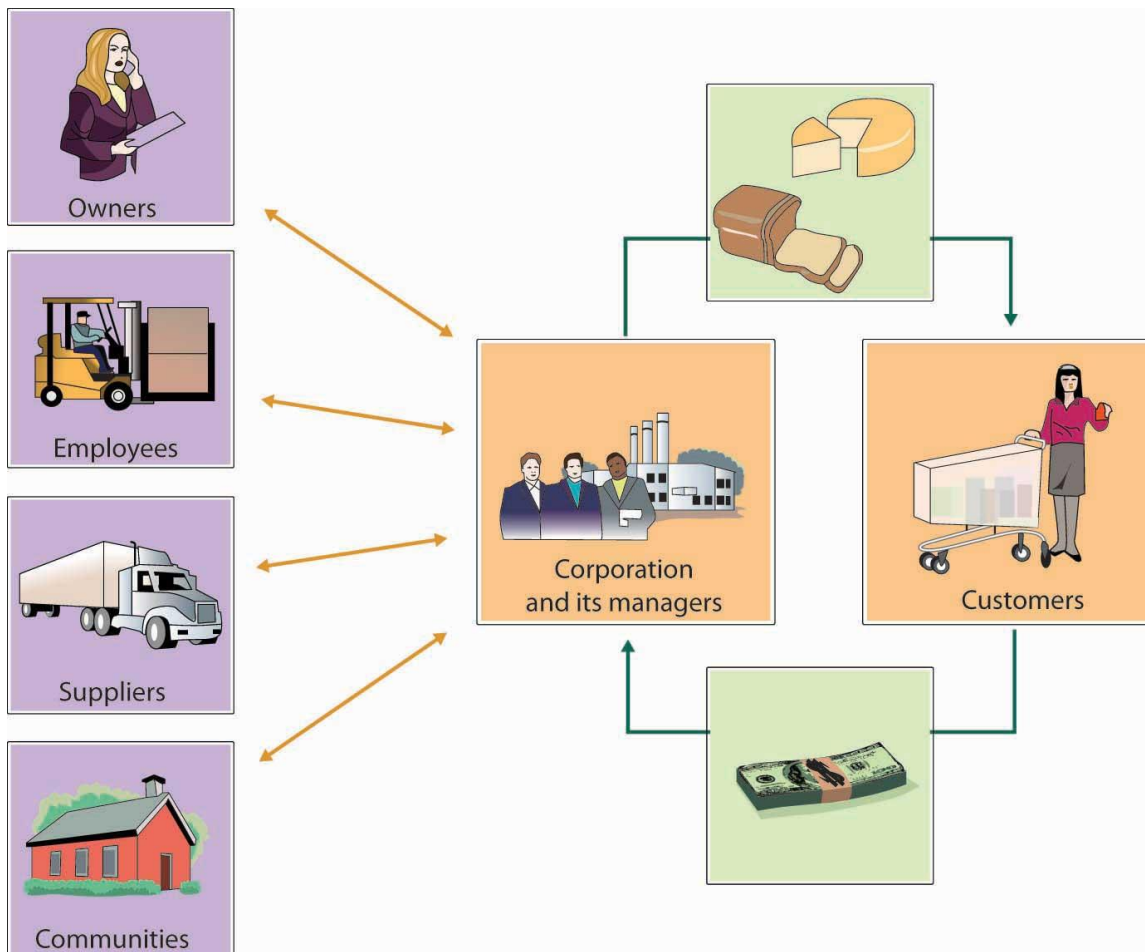 Owners
Employees
Suppliers
Communities
Corporation
and its managers
Customers